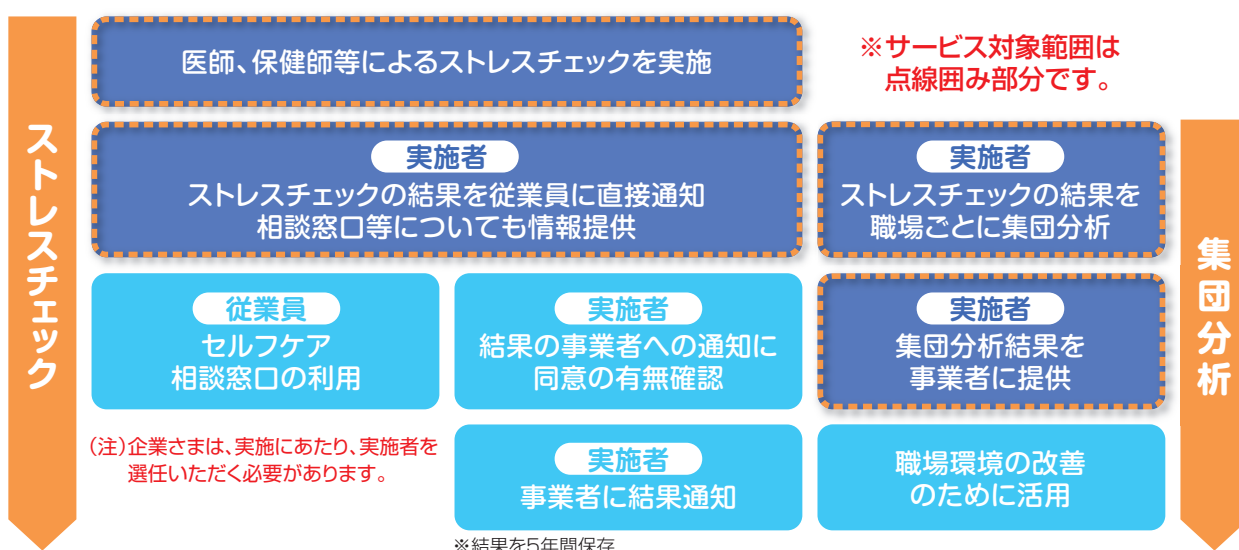 医師、保健師等によるストレスチェックを実施
※サービス対象範囲は
点線囲み部分です。
ストレスチェック
実施者
ストレスチェックの結果を従業員に直接通知
相談窓口等についても情報提供
実施者
ストレスチェックの結果を
職場ごとに集団分析
集団分析
従業員
セルフケア
相談窓口の利用
実施者
結果の事業者への通知に
同意の有無確認
実施者
集団分析結果を
事業者に提供
(注)企業さまは、実施にあたり、実施者を
選任いただく必要があります。
実施者
事業者に結果通知
職場環境の改善
のために活用
※結果を5年間保存